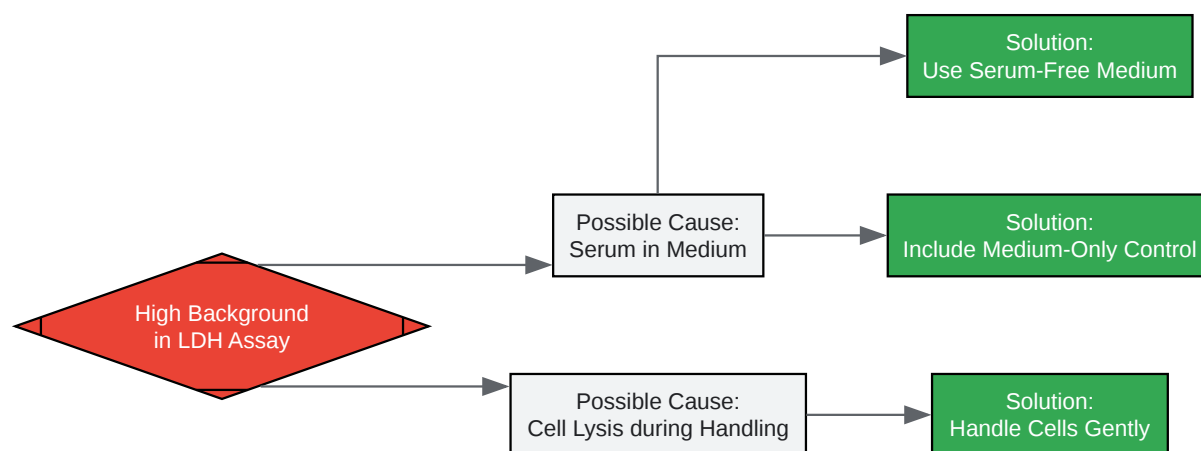 Solution:
Use Serum-Free Medium
Possible Cause:
Serum in Medium
Solution:
Include Medium-Only Control
High Background
in LDH Assay
Possible Cause:
Cell Lysis during Handling
Solution:
Handle Cells Gently